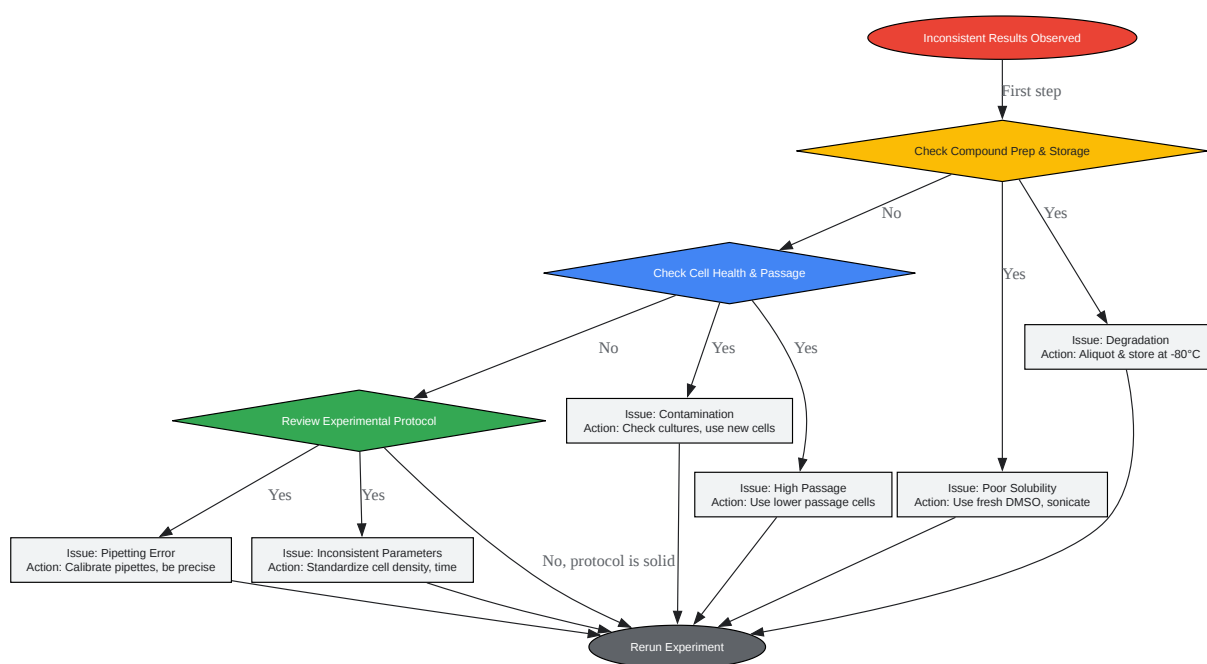 Inconsistent Results Observed
First step
Check Compound Prep & Storage
No
Yes
Yes
Check Cell Health & Passage
Issue: Degradation
Action: Aliquot & store at -80°C
No
Yes
Yes
Review Experimental Protocol
Issue: Contamination
Action: Check cultures, use new cells
Issue: High Passage
Action: Use lower passage cells
Issue: Poor Solubility
Action: Use fresh DMSO, sonicate
Yes
Yes
No, protocol is solid
Issue: Pipetting Error
Action: Calibrate pipettes, be precise
Issue: Inconsistent Parameters
Action: Standardize cell density, time
Rerun Experiment